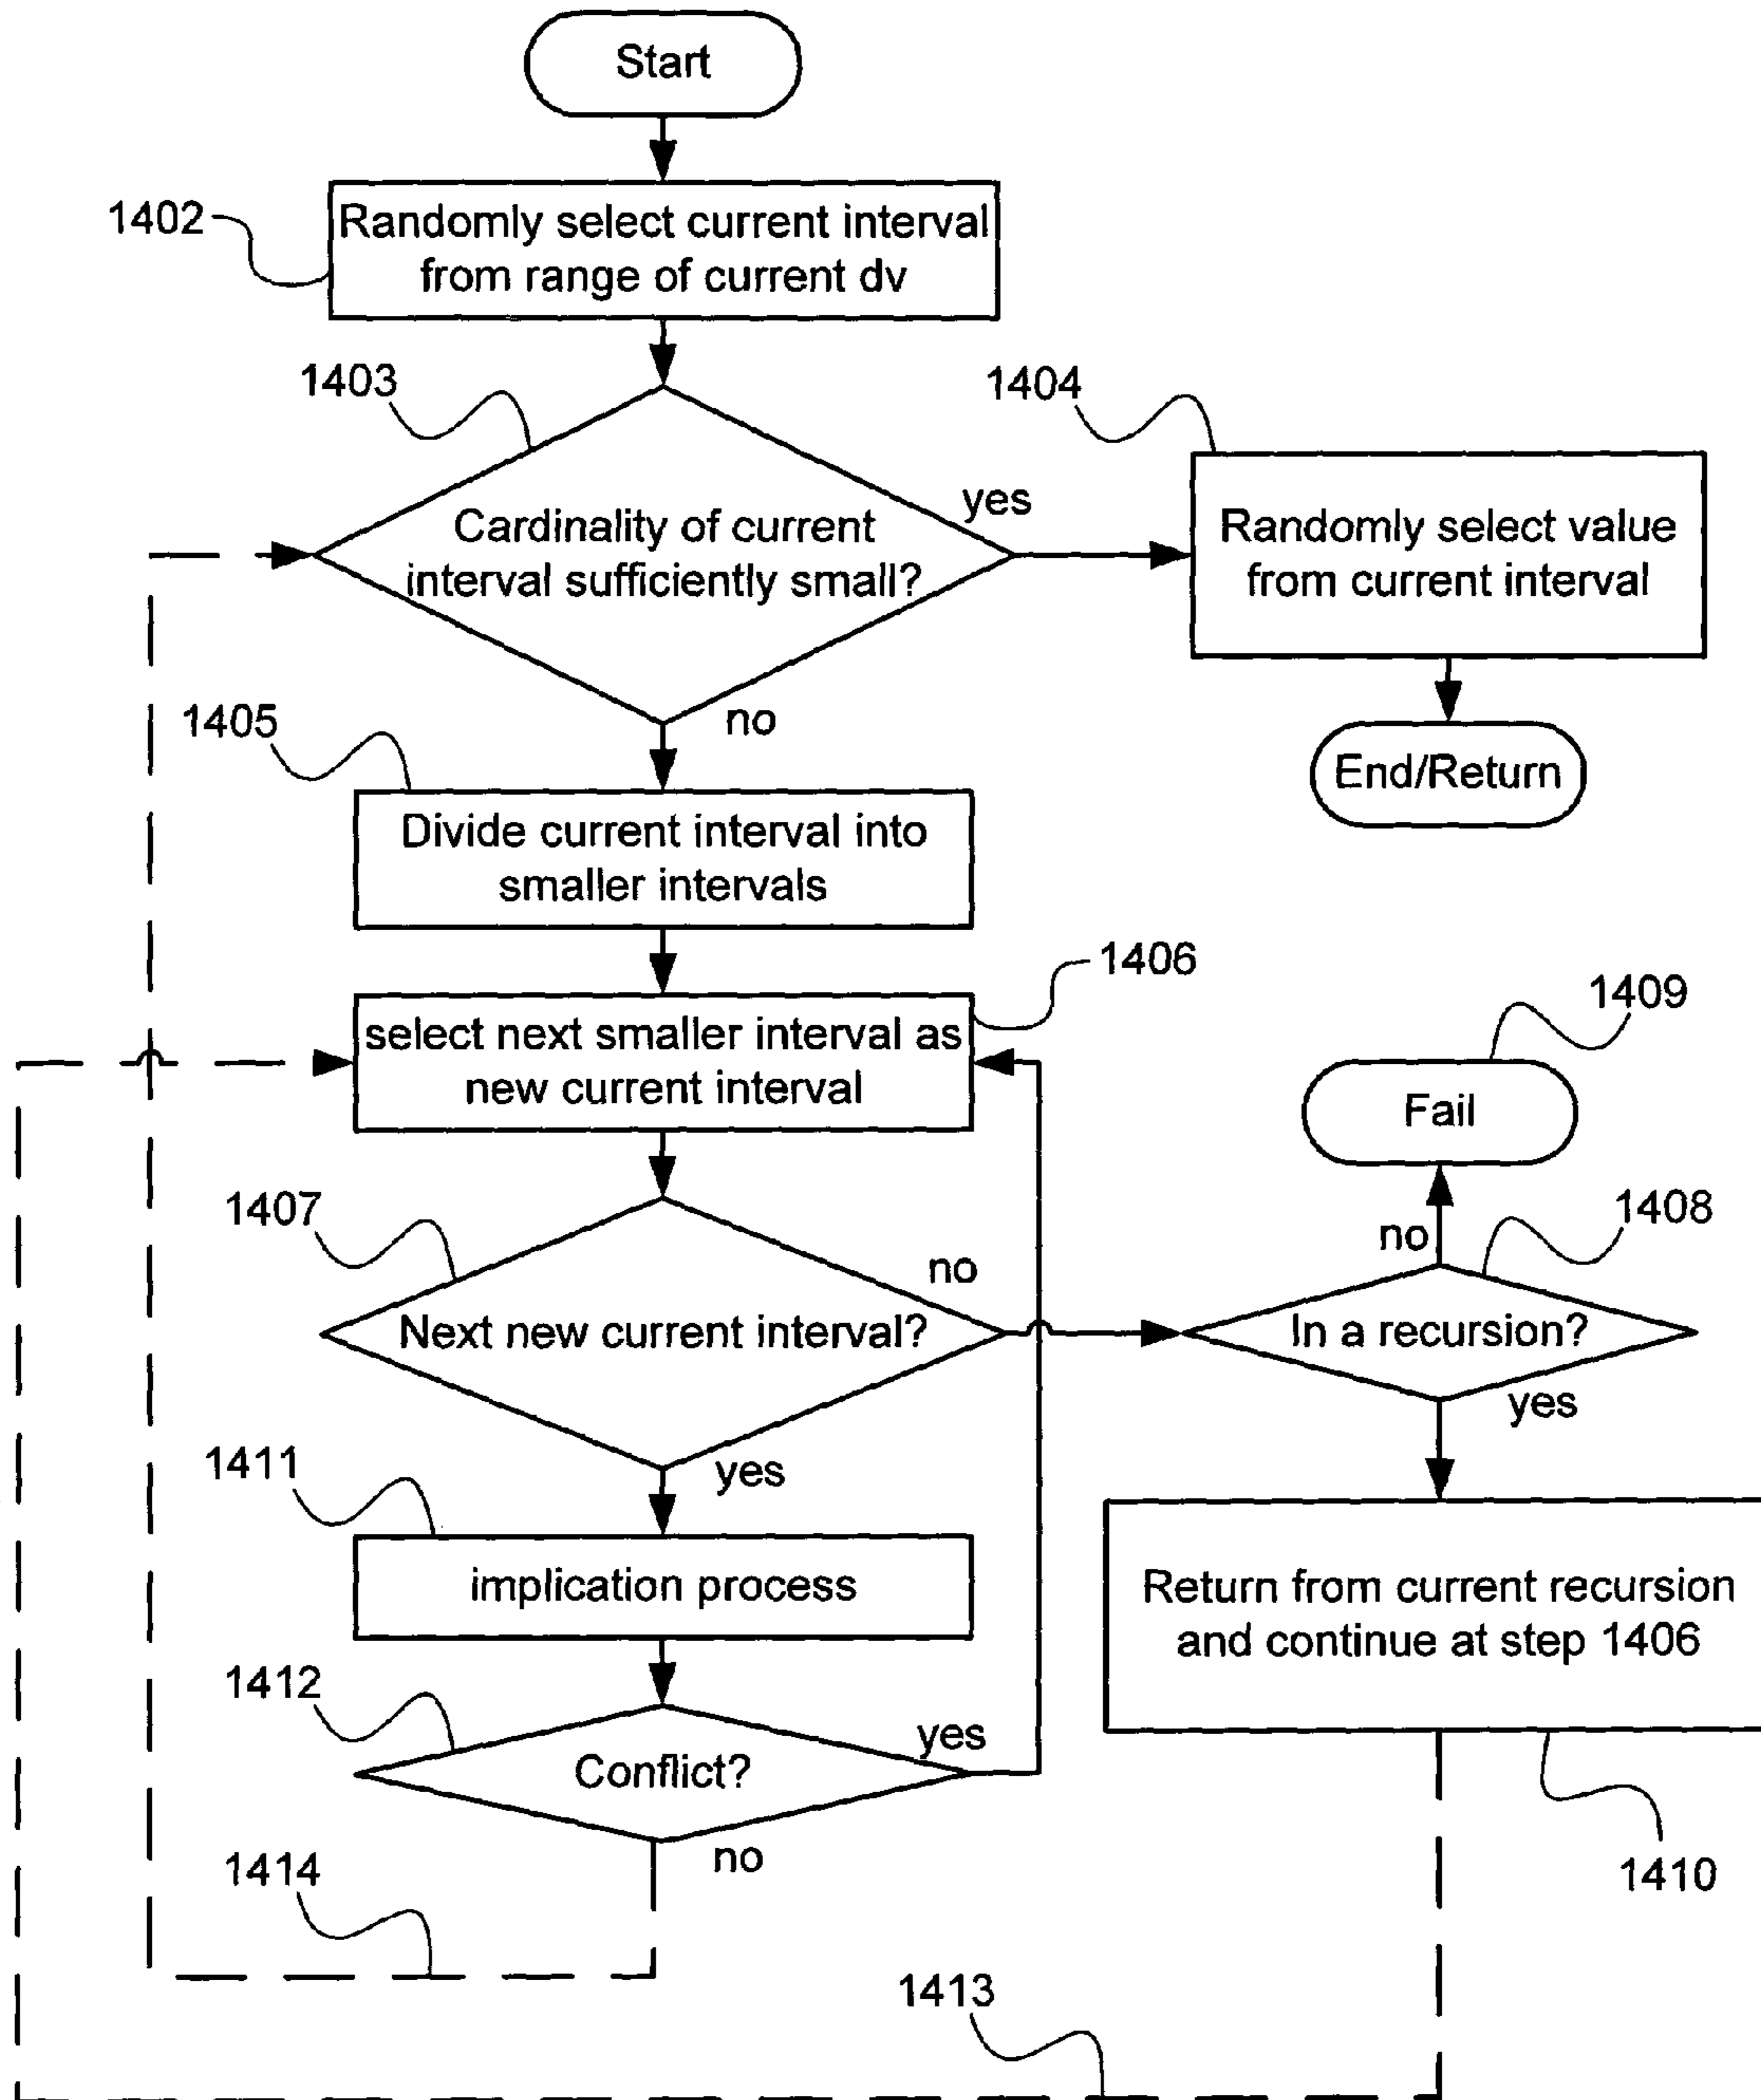 Start
1402
Randomly select current interval
from range of current dv
1403
1404
Cardinality of current
interval sufficiently small?
yes
Randomly select value
from current interval
no
End/Return
1405
Divide current interval into
smaller intervals
1406
select next smaller interval as
new current interval
1409
Fail
1407
1408
no
no
Next new current interval?
In a recursion?
yes
yes
1411
implication process
Return from current recursion
and continue at step 1406
1412
yes
Conflict?
no
1414
1410
1413